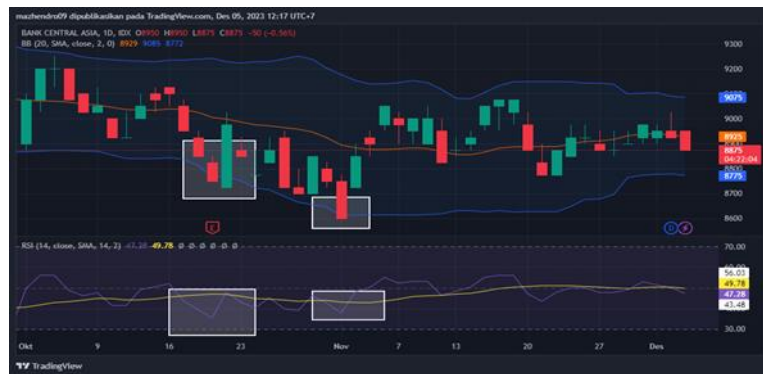 mazhendro09 dipublikasikan pada TradingView.com, Des 05, 2023 12:17 UTC+7
BANK CENTRAL ASIA, 1D, IDX O8950 H8950 L8875 C8875 -50 (-0.56%)
BB (20, SMA, close, 2, 0) 8929 9085 8772
9300
9200
9075
9000
8925
8875
04:22:04
8775
8700
8600
E
D
RSI (14, close, SMA, 14, 2) 47.28 49.78 ø ø ø ø ø ø
70.00
56.03
49.78
47.28
43.48
30.00
Okt 9 16 23 Nov 7 13 20 27 Des
TradingView